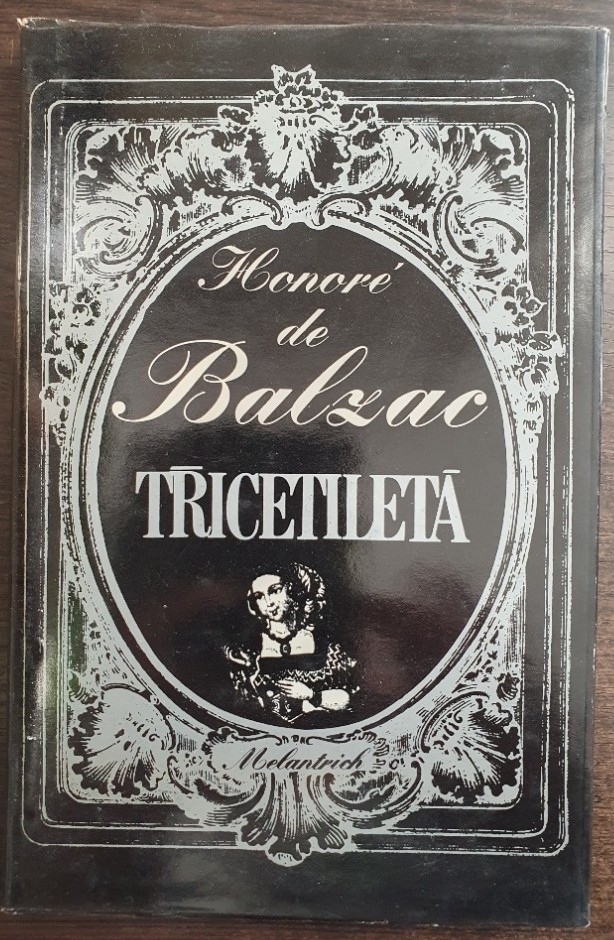 Honoré
de
Balzac
TŘICETILETÁ
Melantrich